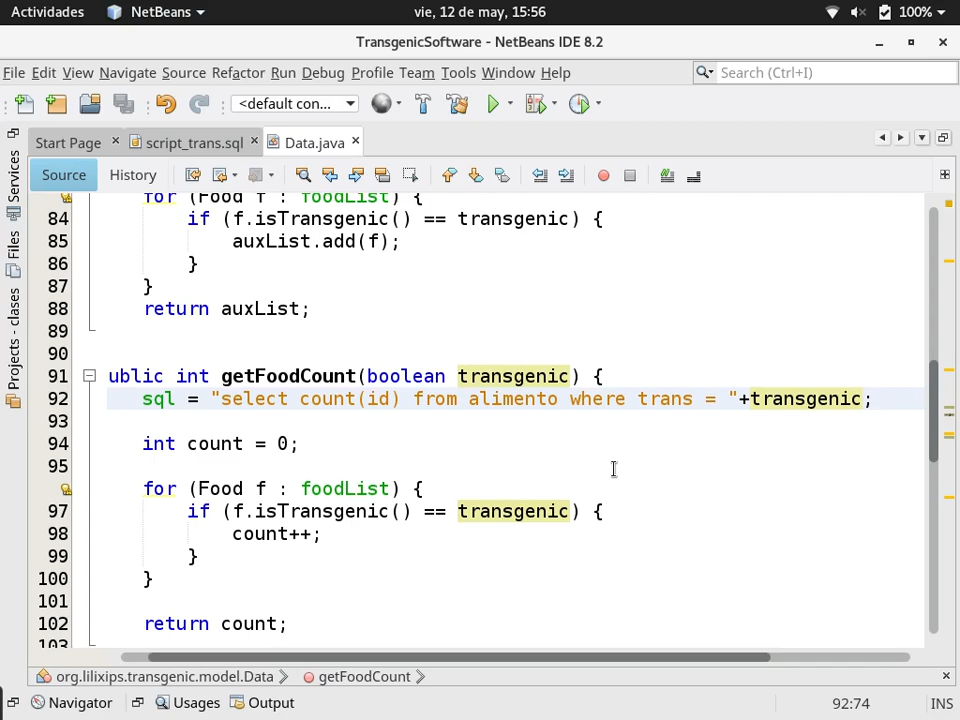 Actividades NetBeans vie, 12 de may, 15:56 100%
TransgenicSoftware - NetBeans IDE 8.2
File Edit View Navigate Source Refactor Run Debug Profile Team Tools Window Help Search (Ctrl+I)
<default con...
Start Page script_trans.sql Data.java
Source History
Services
Files
Projects - clases
for (Food f : foodList) {
84 if (f.isTransgenic() == transgenic) {
85 auxList.add(f);
86 }
87 }
88 return auxList;
89
90
91 ublic int getFoodCount(boolean transgenic) {
92 sql = "select count(id) from alimento where trans = "+transgenic;
93
94 int count = 0;
95
for (Food f : foodList) {
97 if (f.isTransgenic() == transgenic) {
98 count++;
99 }
100 }
101
102 return count;
103
org.lilixips.transgenic.model.Data getFoodCount
Navigator Usages Output 92:74 INS